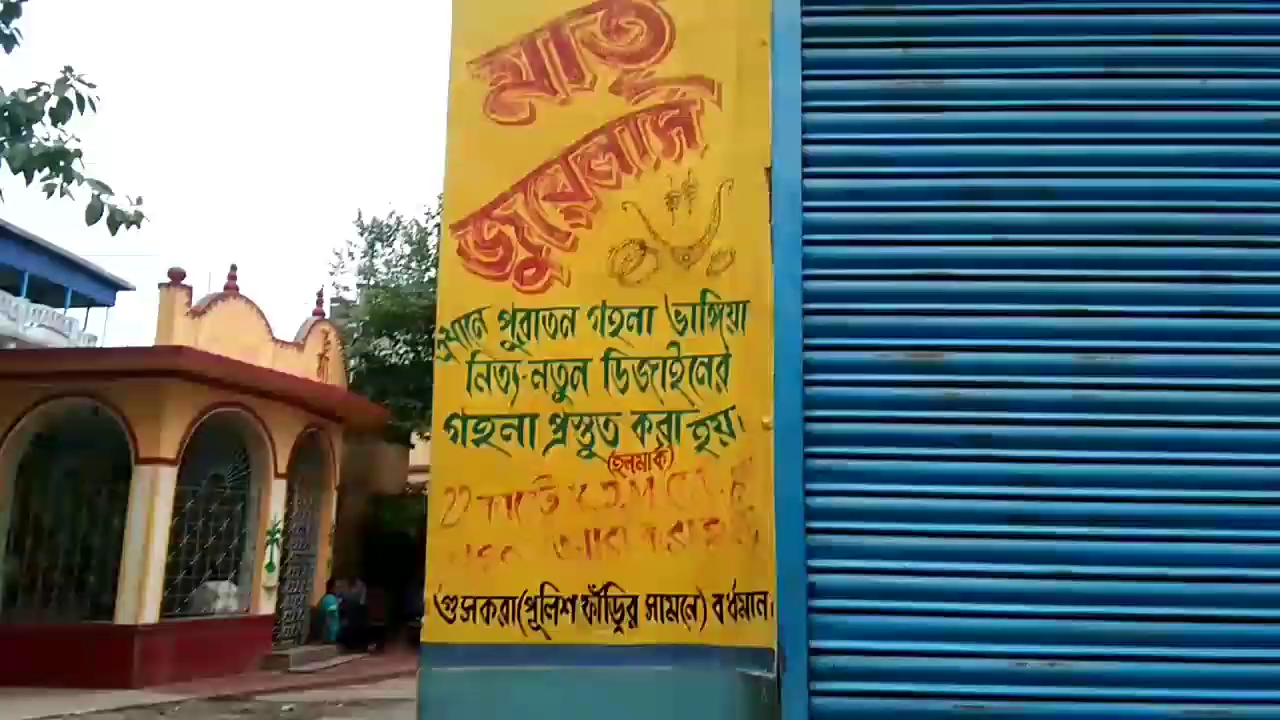 মাতৃ
জুয়েলার্স
এখানে পুরাতন গহনা ভাঙ্গিয়া
নিত্য-নতুন ডিজাইনের
গহনা প্রস্তুত করা হয়।
(হলমার্ক)
গুসকরা (পুলিশ ফাঁড়ির সামনে) বর্ধমান।